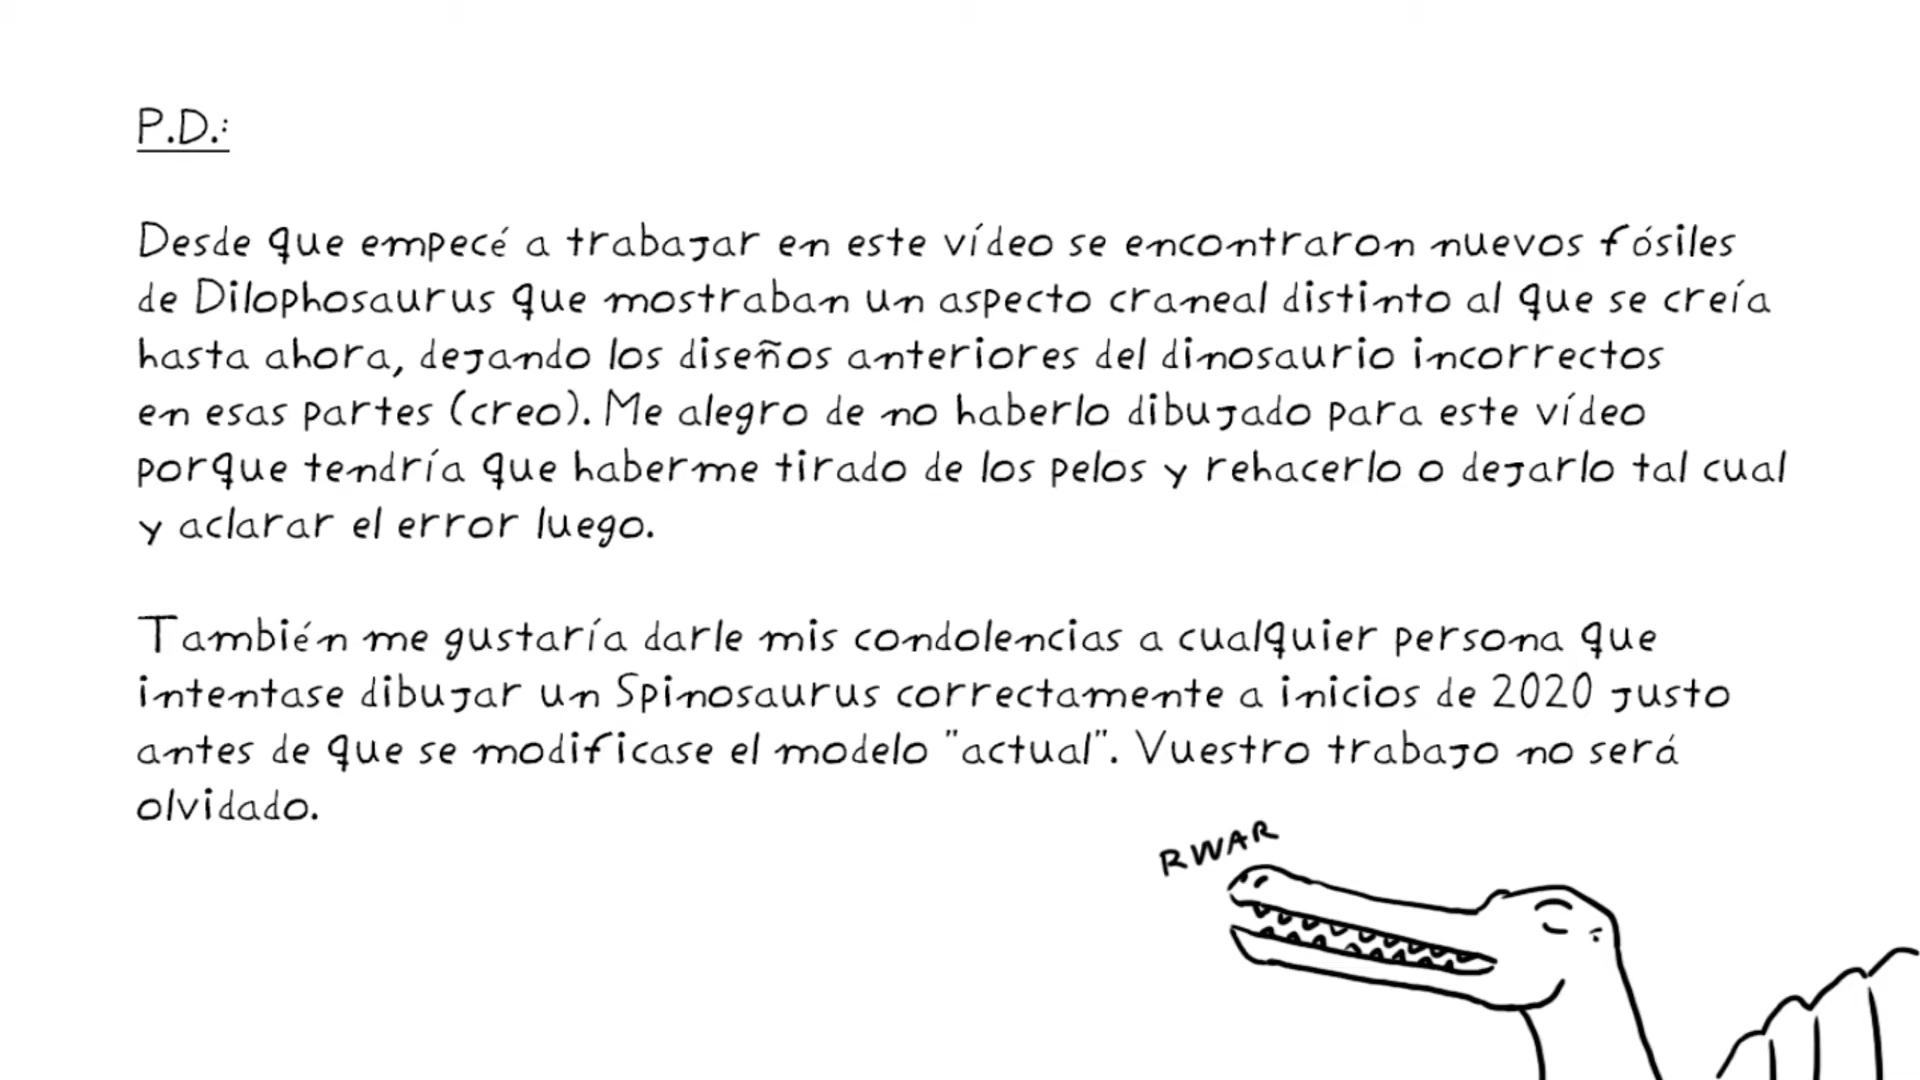 P.D.:
Desde que empecé a trabajar en este vídeo se encontraron nuevos fósiles
de Dilophosaurus que mostraban un aspecto craneal distinto al que se creía
hasta ahora, dejando los diseños anteriores del dinosaurio incorrectos
en esas partes (creo). Me alegro de no haberlo dibujado para este vídeo
porque tendría que haberme tirado de los pelos y rehacerlo o dejarlo tal cual
y aclarar el error luego.
También me gustaría darle mis condolencias a cualquier persona que
intentase dibujar un Spinosaurus correctamente a inicios de 2020 justo
antes de que se modificase el modelo "actual". Vuestro trabajo no será
olvidado.
RWAR